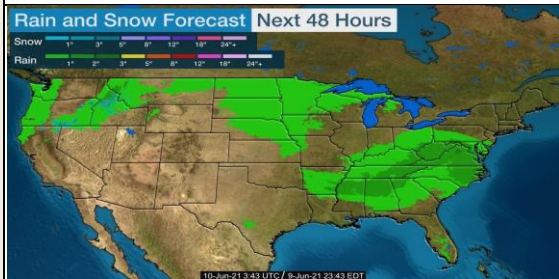 Rain and Snow Forecast Next 48 Hours
Snow 1" 3" 5" 8" 12" 18" 24"+
Rain 1" 2" 3" 5" 8" 12" 18" 24"+
10-Jun-21 3:43 UTC / 9-Jun-21 23:43 EDT